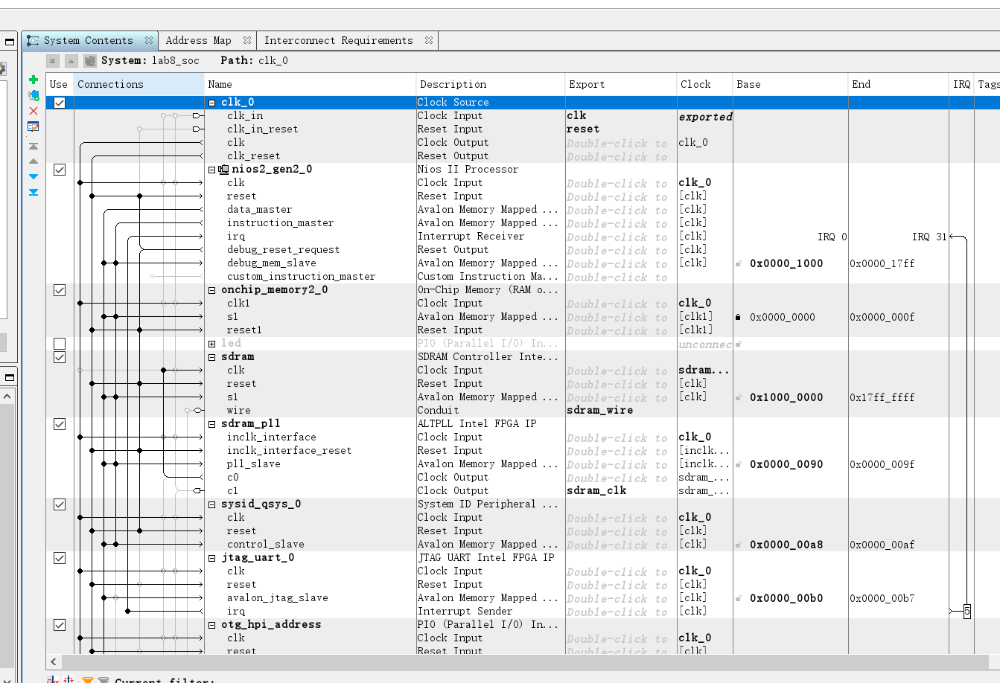 System Contents Address Map Interconnect Requirements
System: lab8_soc Path: clk_0
Use Connections Name Description Export Clock Base End IRQ Tags
clk_0 Clock Source
clk_in Clock Input clk exported
clk_in_reset Reset Input reset
clk Clock Output Double-click to clk_0
clk_reset Reset Output Double-click to
nios2_gen2_0 Nios II Processor
clk Clock Input Double-click to clk_0
reset Reset Input Double-click to [clk]
data_master Avalon Memory Mapped ... Double-click to [clk]
instruction_master Avalon Memory Mapped ... Double-click to [clk]
irq Interrupt Receiver Double-click to [clk] IRQ 0 IRQ 31
debug_reset_request Reset Output Double-click to [clk]
debug_mem_slave Avalon Memory Mapped ... Double-click to [clk] 0x0000_1000 0x0000_17ff
custom_instruction_master Custom Instruction Ma... Double-click to
onchip_memory2_0 On-Chip Memory (RAM o...
clk1 Clock Input Double-click to clk_0
s1 Avalon Memory Mapped ... Double-click to [clk1] 0x0000_0000 0x0000_000f
reset1 Reset Input Double-click to [clk1]
led PIO (Parallel I/O) In... unconnec
sdram SDRAM Controller Inte...
clk Clock Input Double-click to sdram...
reset Reset Input Double-click to [clk]
s1 Avalon Memory Mapped ... Double-click to [clk] 0x1000_0000 0x17ff_ffff
wire Conduit sdram_wire
sdram_pll ALTPLL Intel FPGA IP
inclk_interface Clock Input Double-click to clk_0
inclk_interface_reset Reset Input Double-click to [inclk...
pll_slave Avalon Memory Mapped ... Double-click to [inclk... 0x0000_0090 0x0000_009f
c0 Clock Output Double-click to sdram_...
c1 Clock Output sdram_clk sdram_...
sysid_qsys_0 System ID Peripheral ...
clk Clock Input Double-click to clk_0
reset Reset Input Double-click to [clk]
control_slave Avalon Memory Mapped ... Double-click to [clk] 0x0000_00a8 0x0000_00af
jtag_uart_0 JTAG UART Intel FPGA IP
clk Clock Input Double-click to clk_0
reset Reset Input Double-click to [clk]
avalon_jtag_slave Avalon Memory Mapped ... Double-click to [clk] 0x0000_00b0 0x0000_00b7
irq Interrupt Sender Double-click to [clk] 5
otg_hpi_address PIO (Parallel I/O) In...
clk Clock Input Double-click to clk_0
reset Reset Input Double-click to [clk]
Current filter: